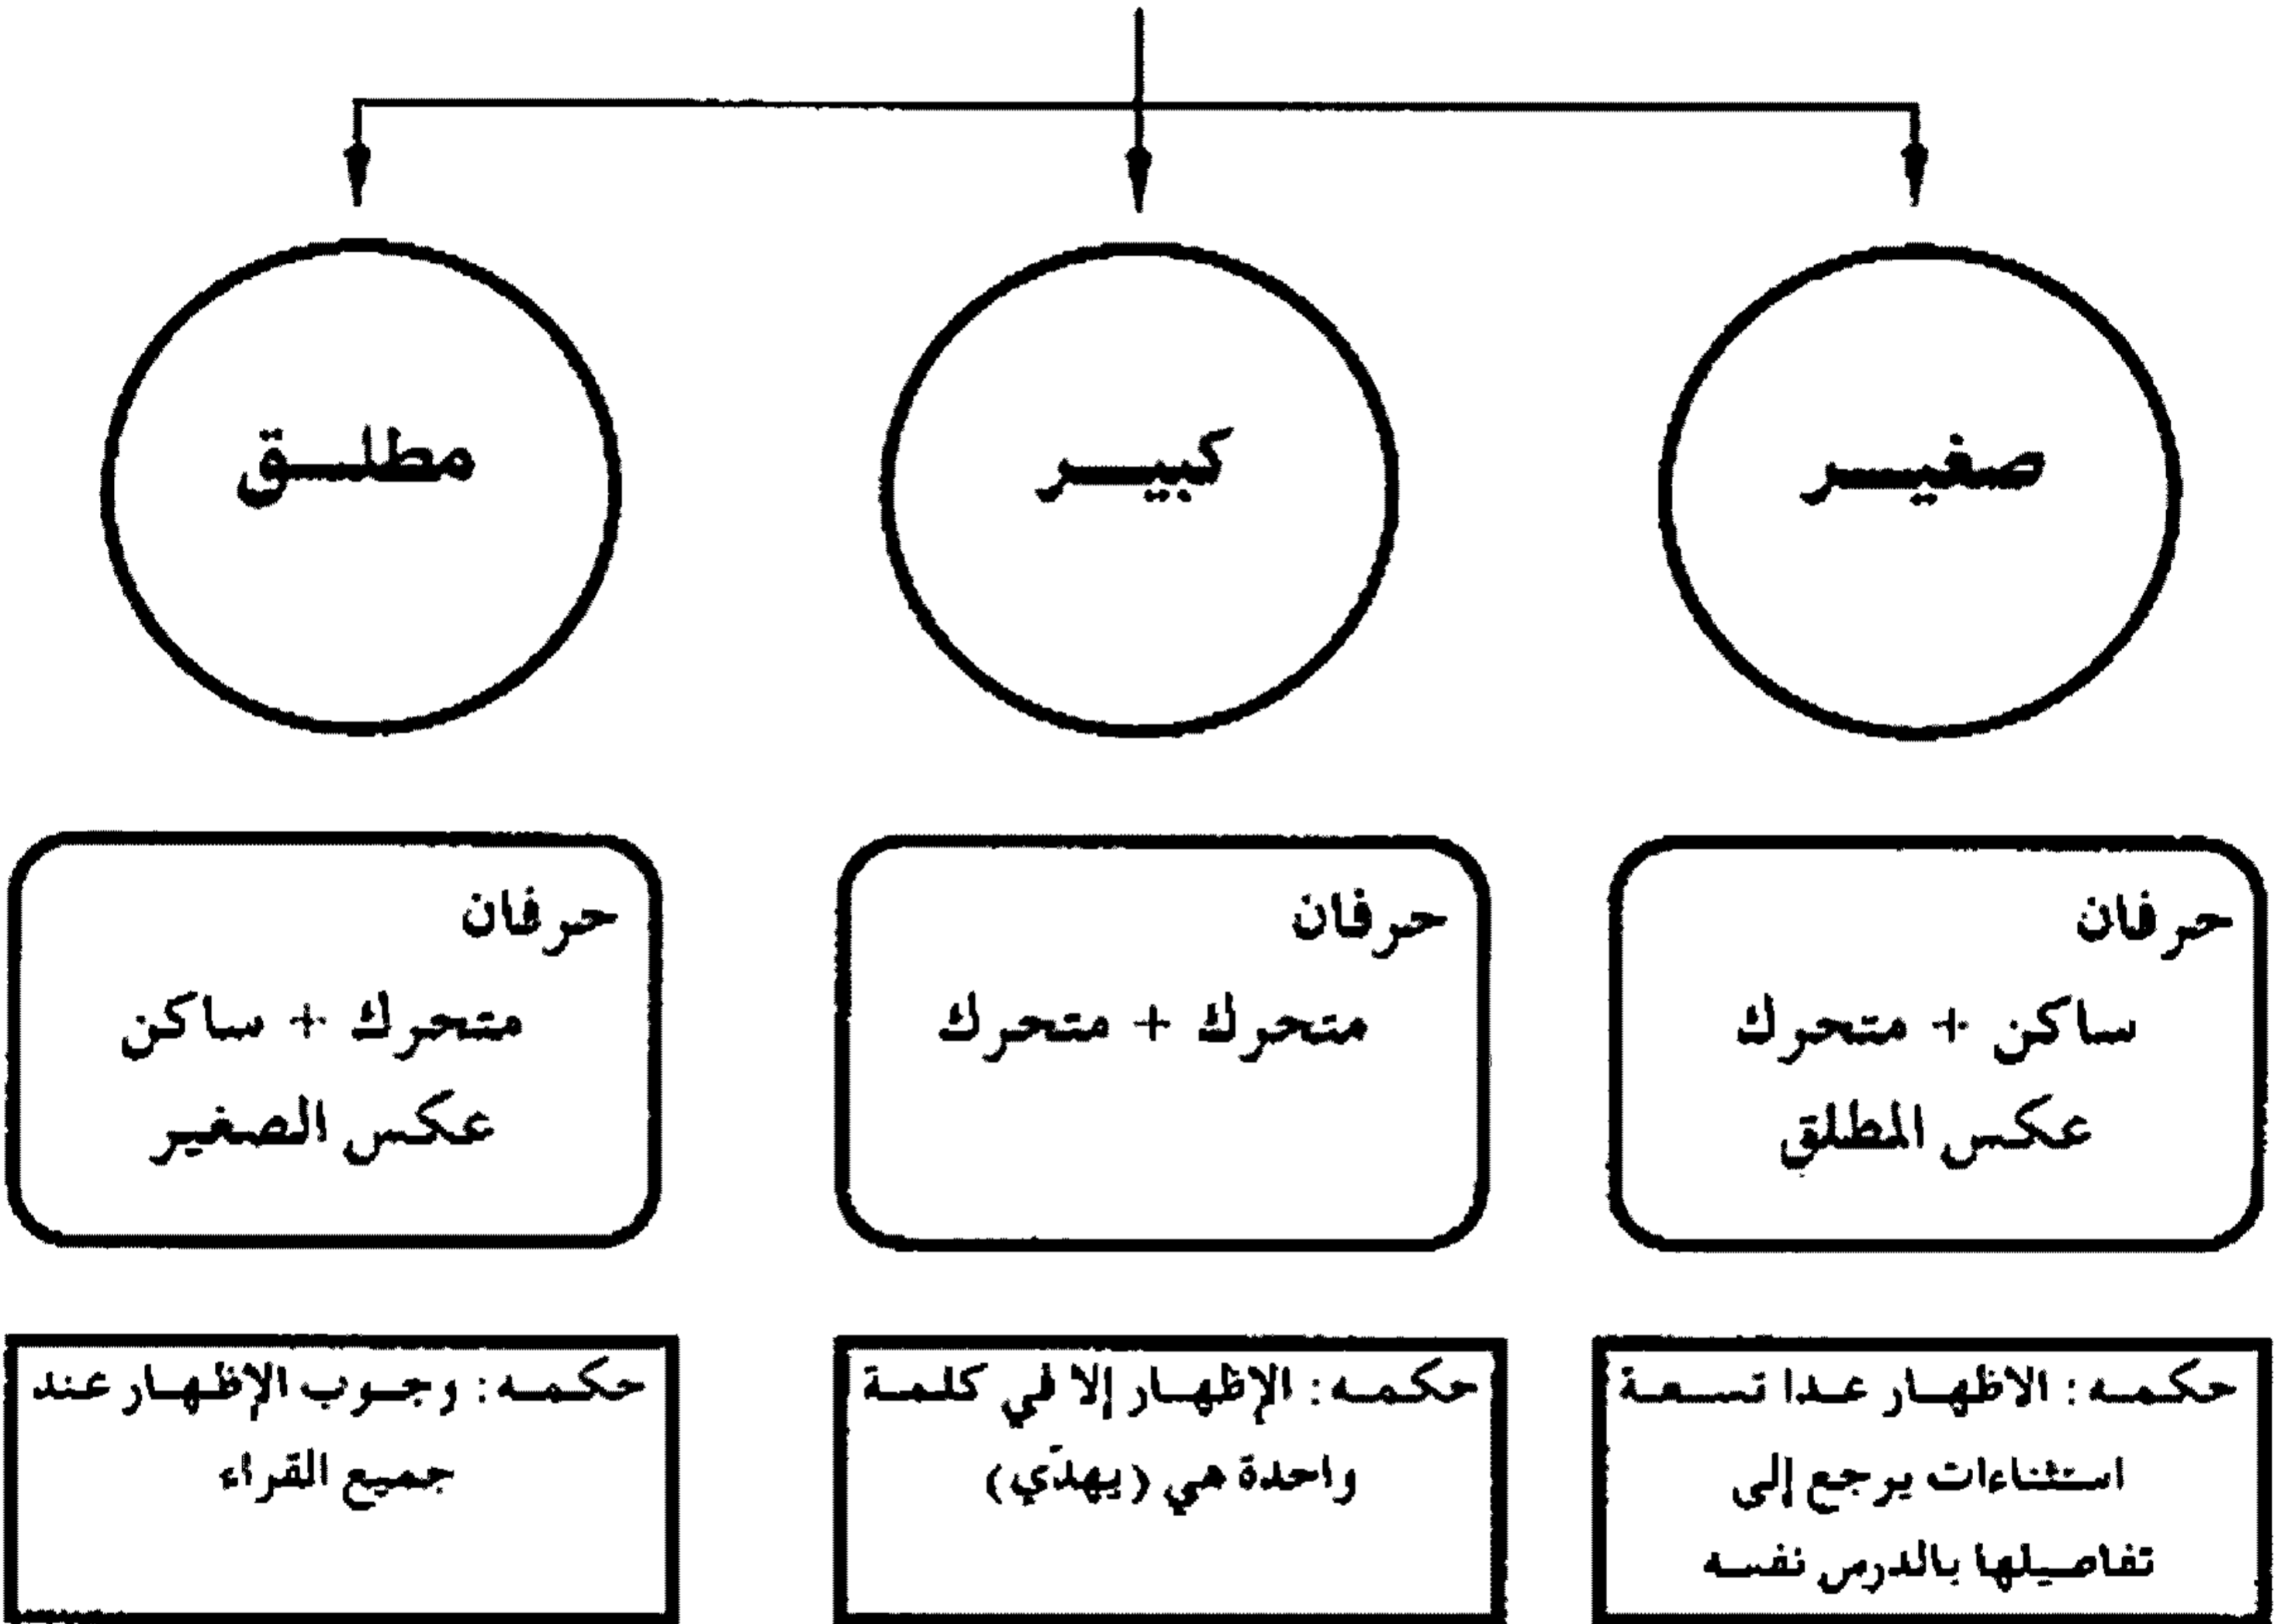 صغير
كبير
مطلق
حرفان
ساكن + متحرك
عكس المطلق
حرفان
متحرك + متحرك
حرفان
متحرك + ساكن
عكس الصغير
حكمه: الاظهار عدا تسعة
استثناءات يرجع إلى
تفاصيلها بالدرس نفسه
حكمه: الإظهار إلا في كلمة
واحدة هي (يهدّي)
حكمه: وجوب الإظهار عند
جميع القراء